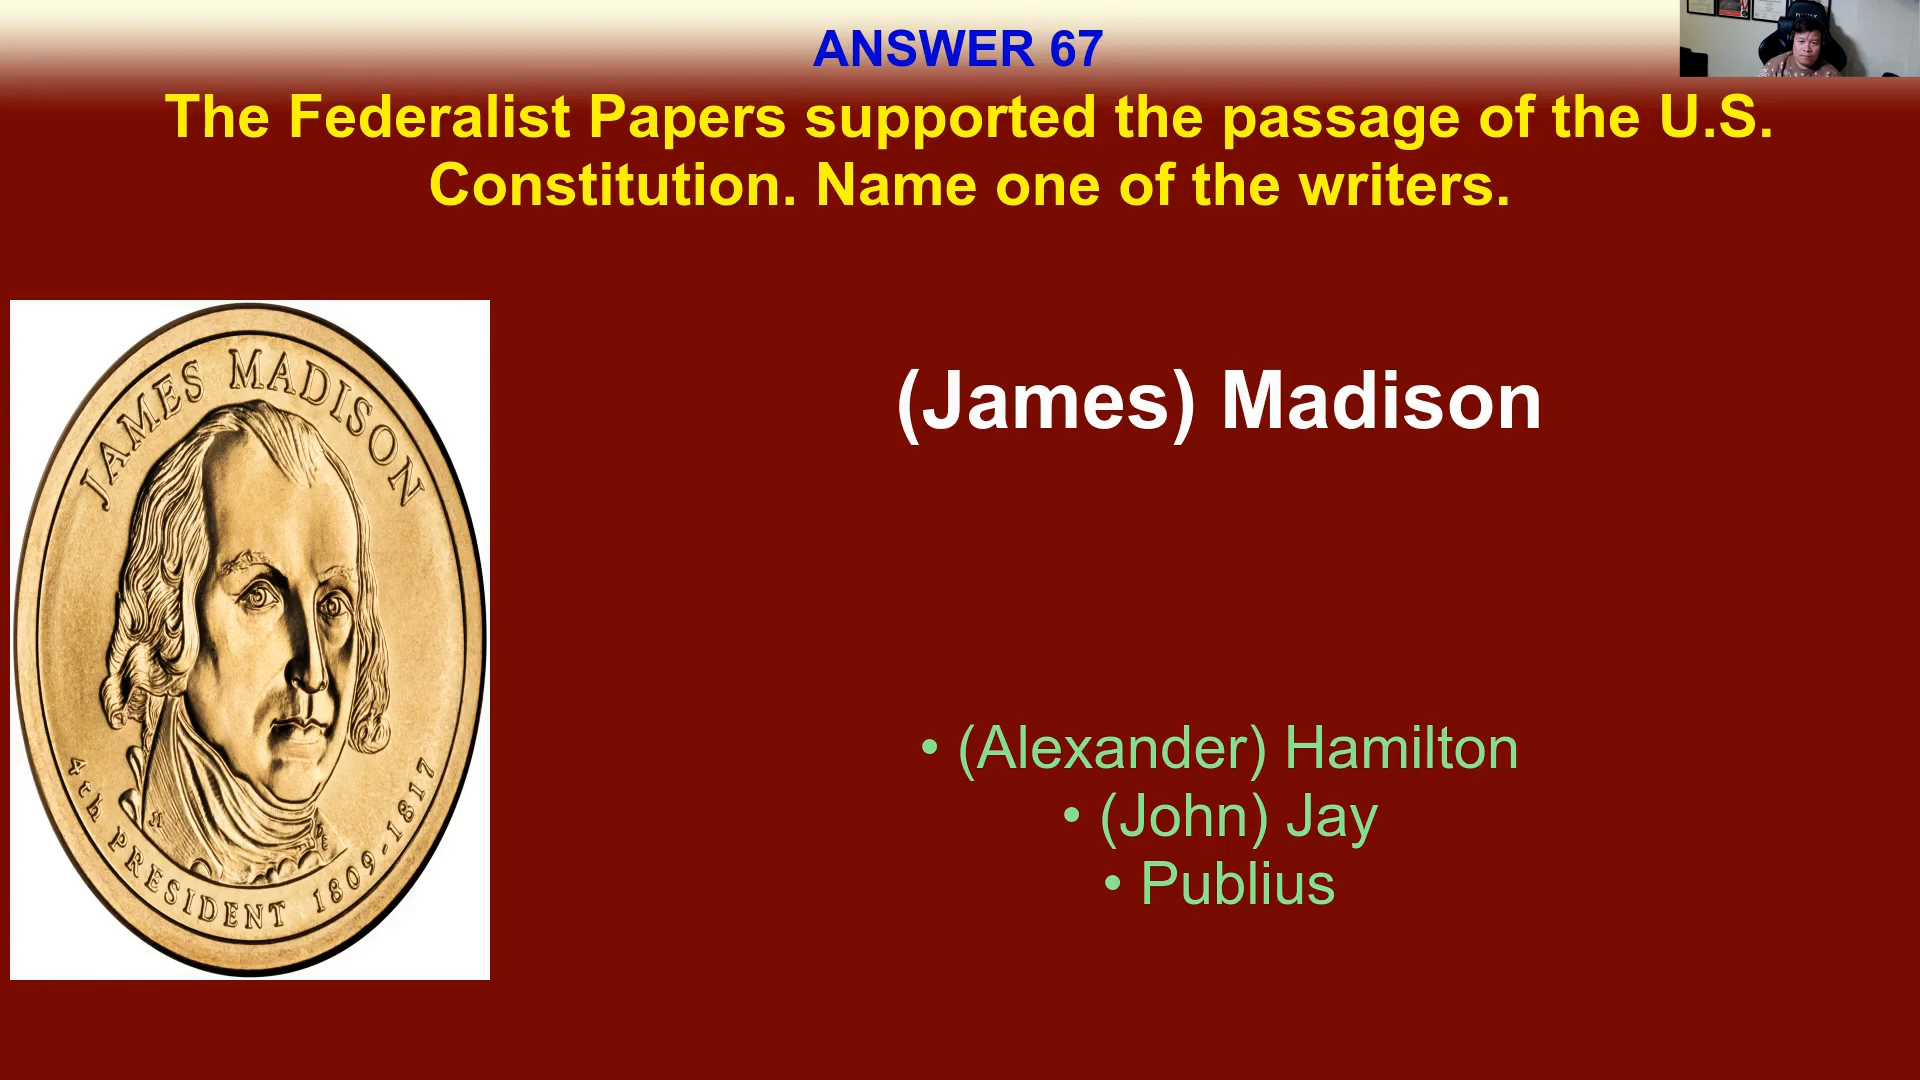 ANSWER 67
The Federalist Papers supported the passage of the U.S.
Constitution. Name one of the writers.
JAMES MADISON
4th PRESIDENT 1809-1817
(James) Madison
• (Alexander) Hamilton
• (John) Jay
• Publius